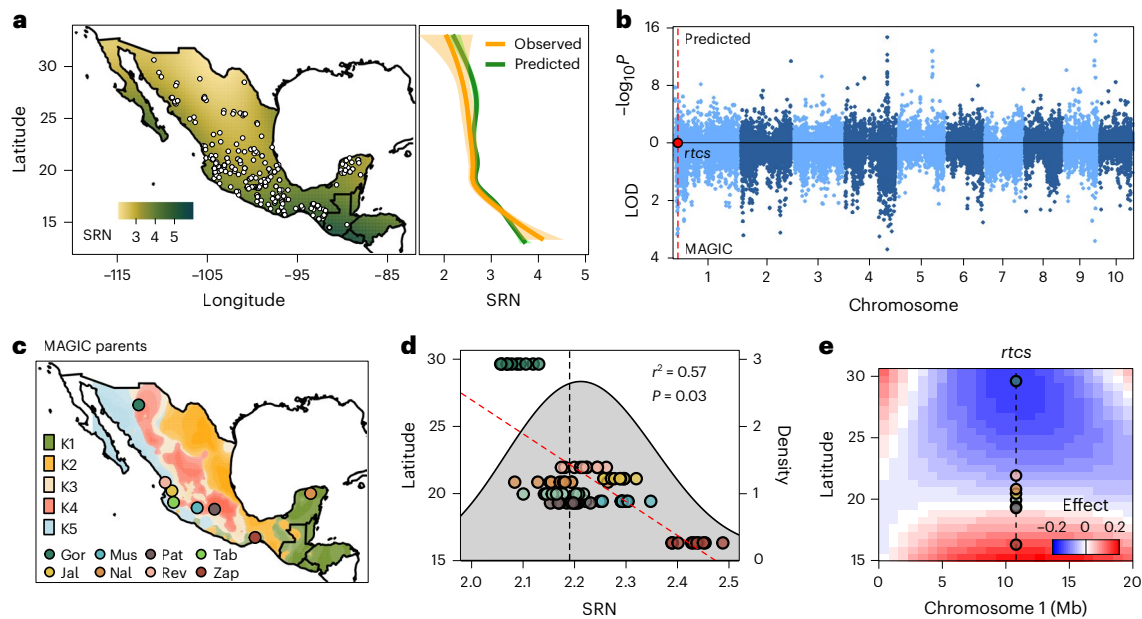 a
Latitude
30
25
20
15
SRN
3 4 5
−115 −105 −95 −85
Longitude
Observed
Predicted
2 3 4 5
SRN
b
−log10P
LOD
16
8
0
2
4
Predicted
rtcs
MAGIC
1 2 3 4 5 6 7 8 9 10
Chromosome
c
MAGIC parents
K1
K2
K3
K4
K5
Gor Mus Pat Tab
Jal Nal Rev Zap
d
Latitude
30
25
20
15
r2 = 0.57
P = 0.03
3
2
1
0
Density
2.0 2.1 2.2 2.3 2.4 2.5
SRN
e
rtcs
Latitude
30
25
20
15
Effect
−0.2 0 0.2
0 5 10 15 20
Chromosome 1 (Mb)